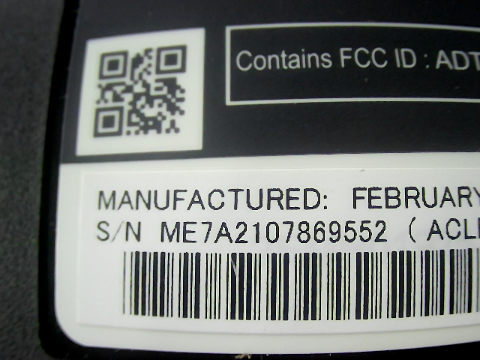 Contains FCC ID : ADT
MANUFACTURED: FEBRUARY
S/N ME7A2107869552 ( ACL